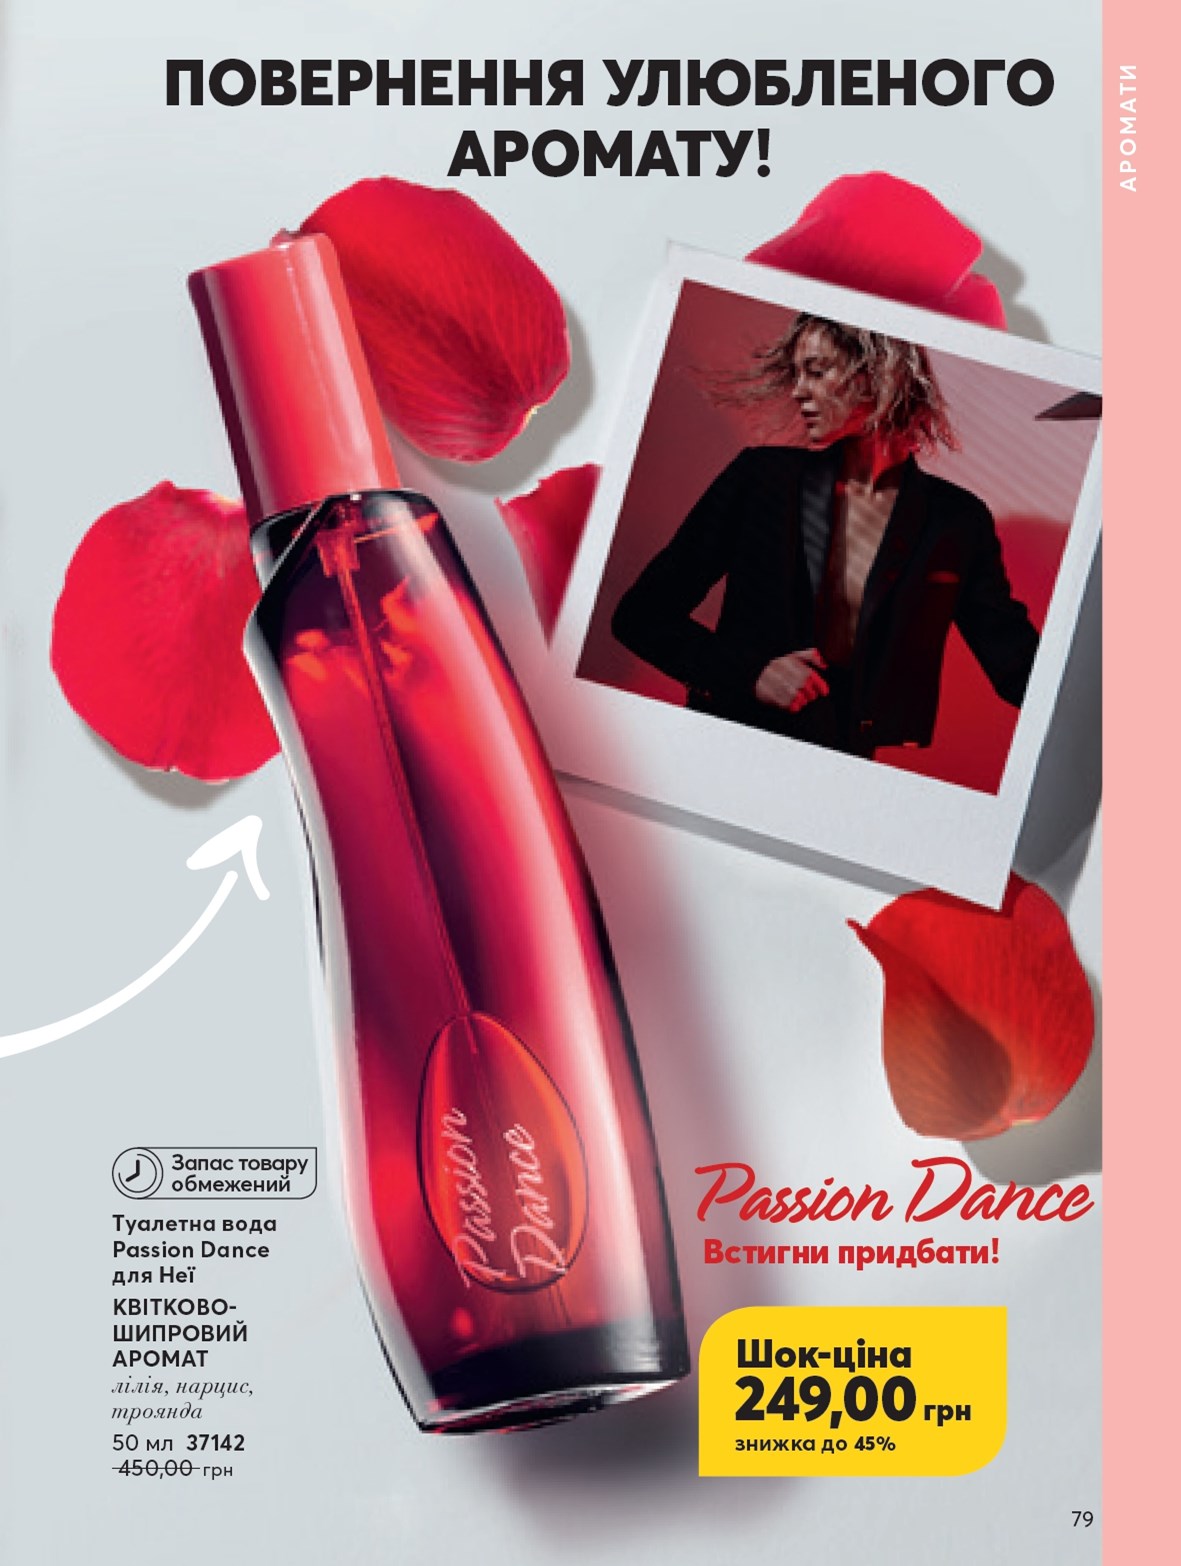 ПОВЕРНЕННЯ УЛЮБЛЕНОГО
АРОМАТУ!
АРОМАТИ
Passion
Dance
Запас товару
обмежений
Туалетна вода
Passion Dance
для Неї
КВІТКОВО-
ШИПРОВИЙ
АРОМАТ
лілія, нарцис,
троянда
50 мл 37142
450,00 грн
Passion Dance
Встигни придбати!
Шок-ціна
249,00 грн
знижка до 45%
79